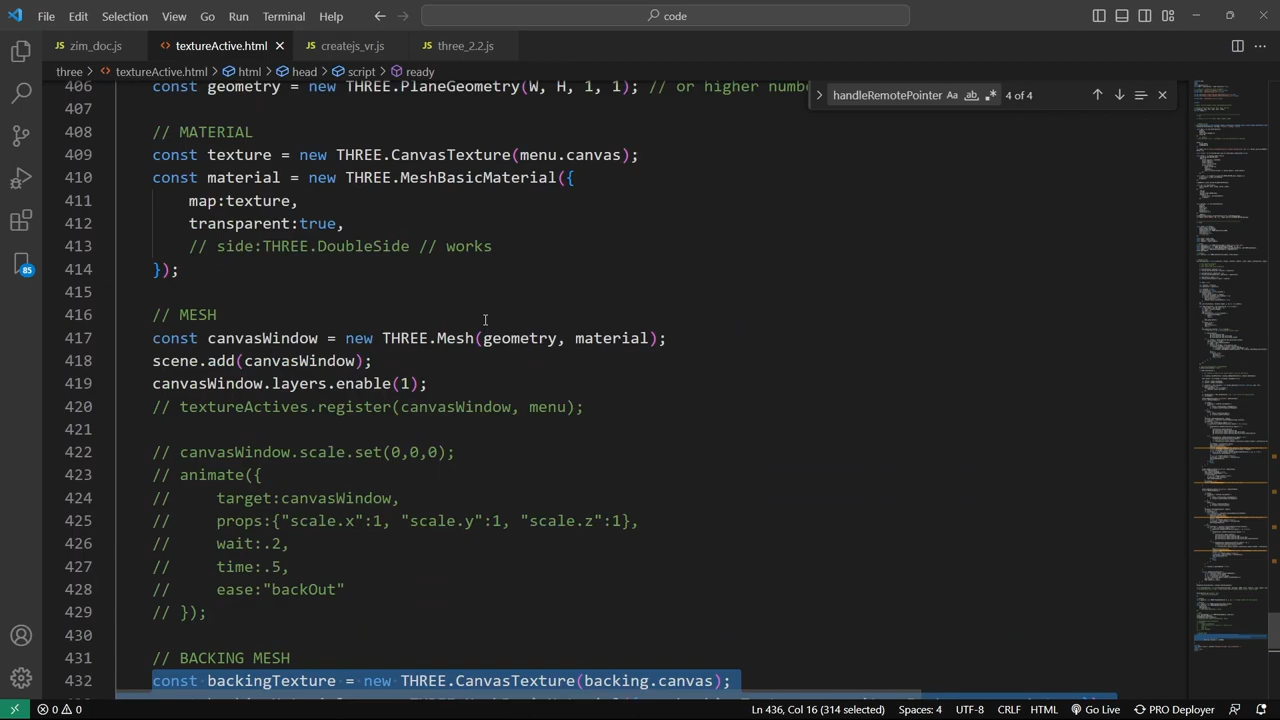 File Edit Selection View Go Run Terminal Help code
zim_doc.js textureActive.html createjs_vr.js three_2.2.js
three > textureActive.html > html > head > script > ready
handleRemotePointer ab 4 of 4
406 const geometry = new THREE.PlaneGeometry(W, H, 1, 1); // or higher numbe
407
408 // MATERIAL
409 const texture = new THREE.CanvasTexture(menu.canvas);
410 const material = new THREE.MeshBasicMaterial({
411 map:texture,
412 transparent:true,
413 // side:THREE.DoubleSide // works
414 });
415
416 // MESH
417 const canvasWindow = new THREE.Mesh(geometry, material);
418 scene.add(canvasWindow);
419 canvasWindow.layers.enable(1);
420 // textureActives.register(canvasWindow, menu);
421
422 // canvasWindow.scale.set(0,0,0);
423 // animate({
424 // target:canvasWindow,
425 // props:{"scale.x":1, "scale.y":1, "scale.z":1},
426 // wait:.2,
427 // time:.5,
428 // ease:"backOut"
429 // });
430
431 // BACKING MESH
432 const backingTexture = new THREE.CanvasTexture(backing.canvas);
85
0 0 Ln 436, Col 16 (314 selected) Spaces: 4 UTF-8 CRLF HTML Go Live PRO Deployer